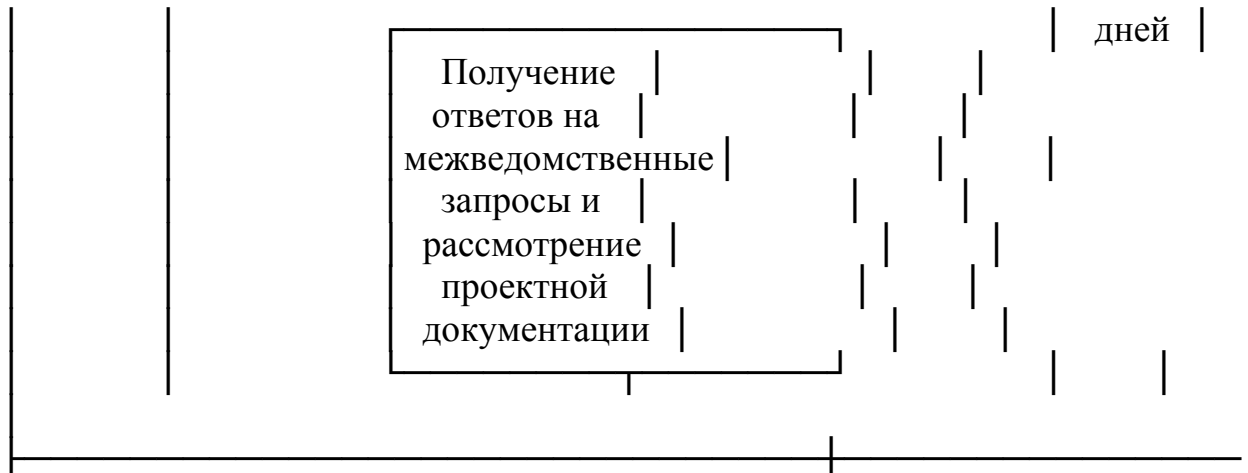 дней
Получение
ответов на
межведомственные
запросы и
рассмотрение
проектной
документации